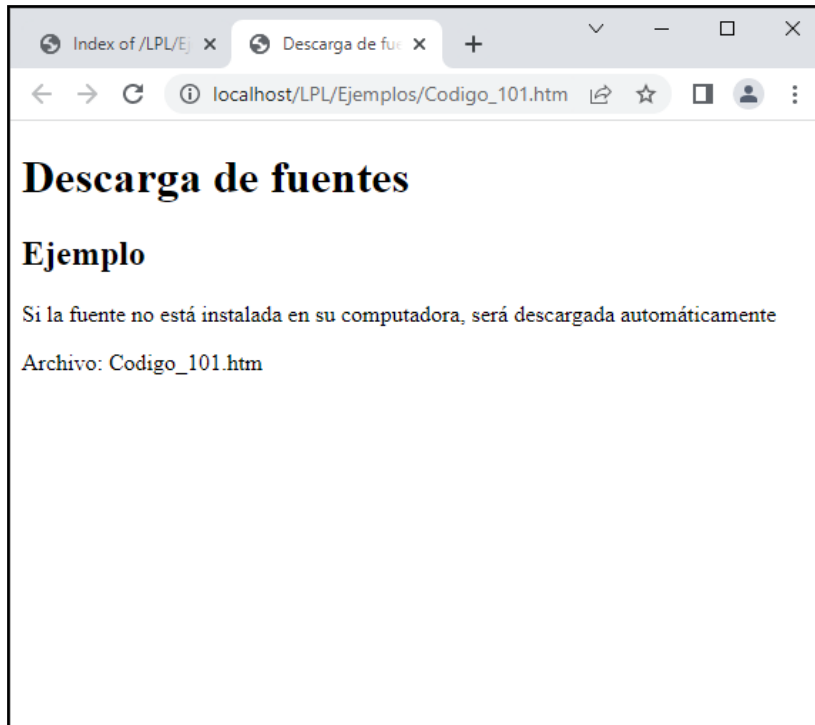 Index of /LPL/Ej
Descarga de fue
localhost/LPL/Ejemplos/Codigo_101.htm
Descarga de fuentes
Ejemplo
Si la fuente no está instalada en su computadora, será descargada automáticamente
Archivo: Codigo_101.htm